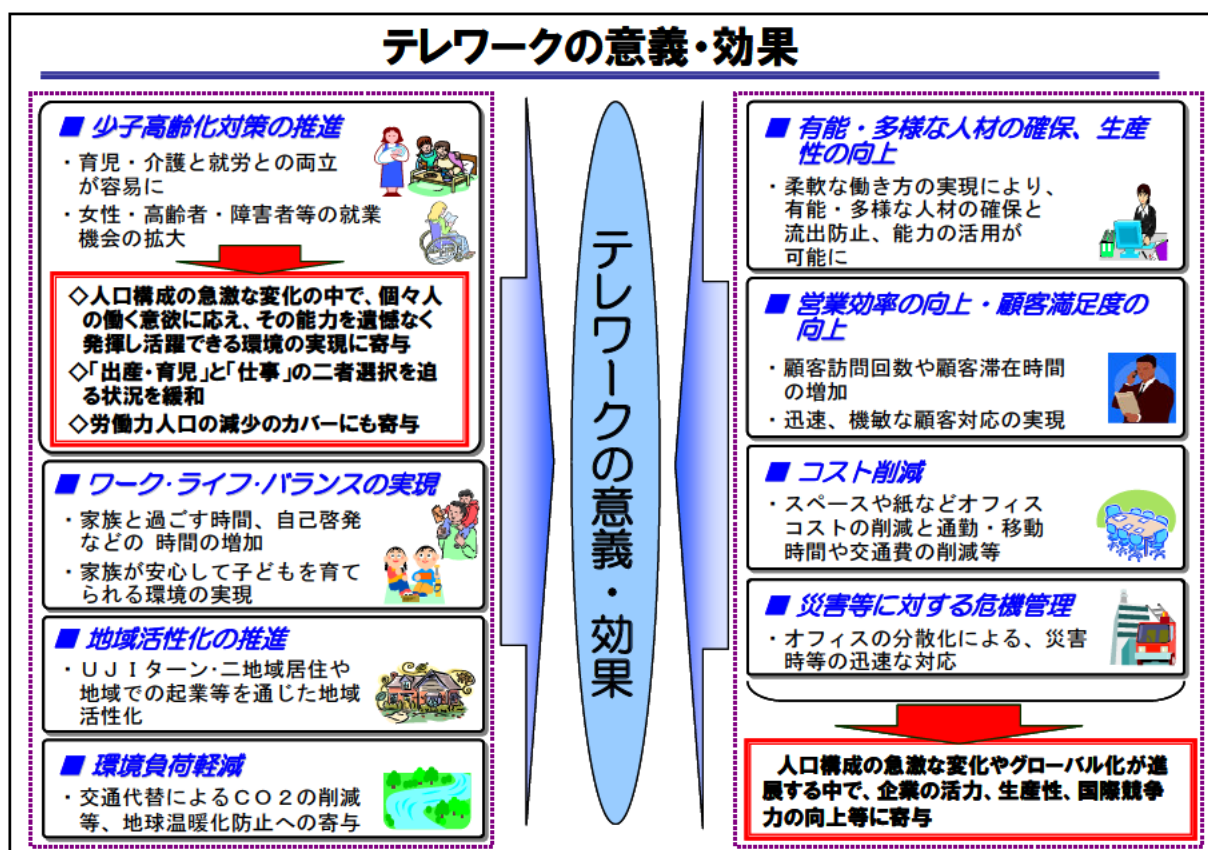 テレワークの意義・効果
■ 少子高齢化対策の推進
・育児・介護と就労との両立
が容易に
・女性・高齢者・障害者等の就業
機会の拡大
◇人口構成の急激な変化の中で、個々人
の働く意欲に応え、その能力を遺憾なく
発揮し活躍できる環境の実現に寄与
◇「出産・育児」と「仕事」の二者選択を迫
る状況を緩和
◇労働力人口の減少のカバーにも寄与
■ ワーク・ライフ・バランスの実現
・家族と過ごす時間、自己啓発
などの 時間の増加
・家族が安心して子どもを育て
られる環境の実現
■ 地域活性化の推進
・ＵＪＩターン・二地域居住や
地域での起業等を通じた地域
活性化
■ 環境負荷軽減
・交通代替によるＣＯ２の削減
等、地球温暖化防止への寄与
テレワークの意義・効果
■ 有能・多様な人材の確保、生産
性の向上
・柔軟な働き方の実現により、
有能・多様な人材の確保と
流出防止、能力の活用が
可能に
■ 営業効率の向上・顧客満足度の
向上
・顧客訪問回数や顧客滞在時間
の増加
・迅速、機敏な顧客対応の実現
■ コスト削減
・スペースや紙などオフィス
コストの削減と通勤・移動
時間や交通費の削減等
■ 災害等に対する危機管理
・オフィスの分散化による、災害
時等の迅速な対応
人口構成の急激な変化やグローバル化が進
展する中で、企業の活力、生産性、国際競争
力の向上等に寄与